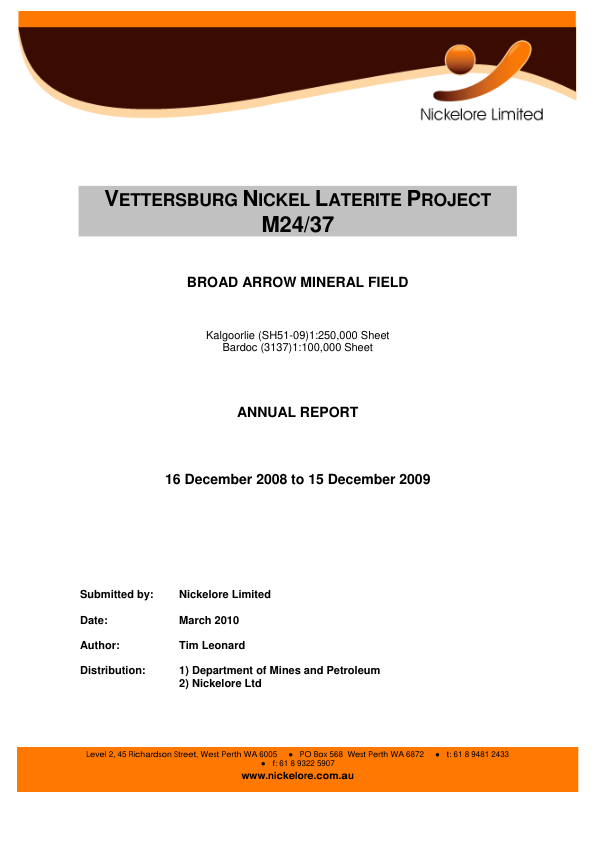 Nickelore Limited
VETTERSBURG NICKEL LATERITE PROJECT
M24/37
BROAD ARROW MINERAL FIELD
Kalgoorlie (SH51-09)1:250,000 Sheet
Bardoc (3137)1:100,000 Sheet
ANNUAL REPORT
16 December 2008 to 15 December 2009
Submitted by: Nickelore Limited
Date: March 2010
Author: Tim Leonard
Distribution: 1) Department of Mines and Petroleum
2) Nickelore Ltd
Level 2, 45 Richardson Street, West Perth WA 6005 ● PO Box 568 West Perth WA 6872 ● t: 61 8 9481 2433
● f: 61 8 9322 5907
www.nickelore.com.au